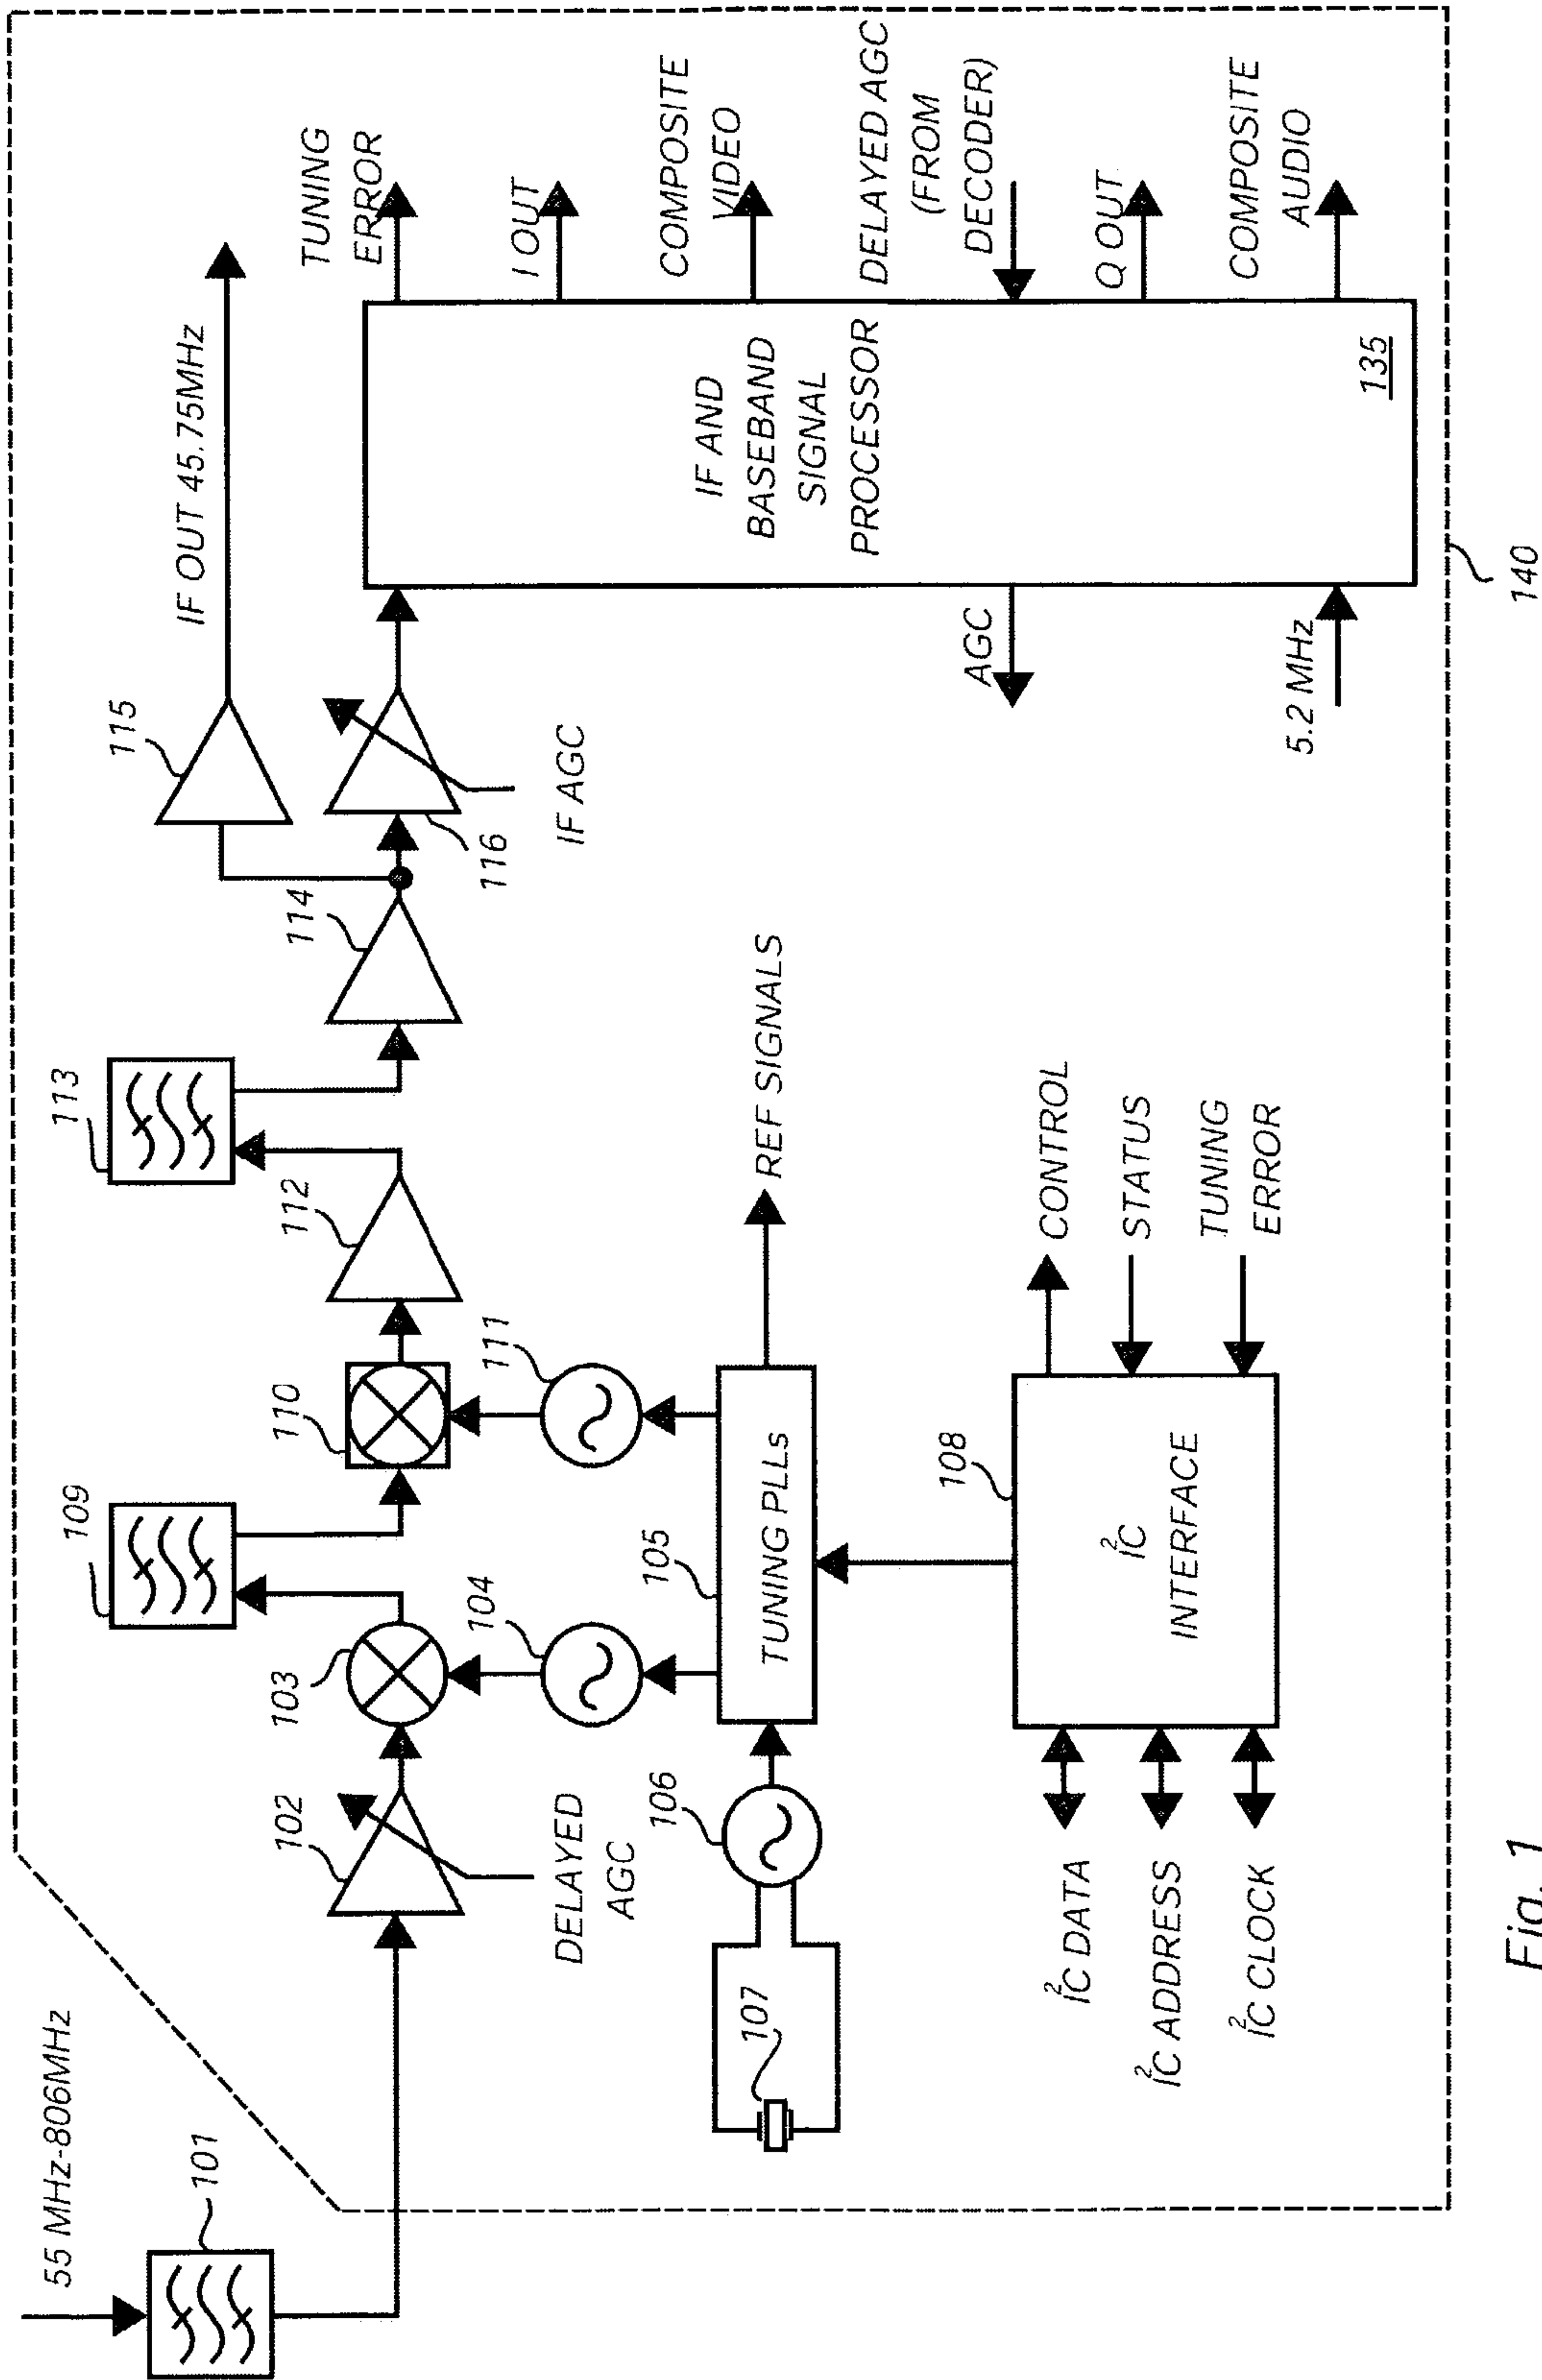 55 MHz-806MHz
101
102
DELAYED
AGC
103
104
109
110
111
112
113
114
115
IF OUT 45.75MHz
116
IF AGC
TUNING
ERROR
I OUT
COMPOSITE
VIDEO
DELAYED AGC
(FROM
DECODER)
Q OUT
COMPOSITE
AUDIO
IF AND
BASEBAND
SIGNAL
PROCESSOR
135
AGC
5.2 MHz
140
107
106
105
TUNING PLLs
REF SIGNALS
108
I²C
INTERFACE
CONTROL
STATUS
TUNING
ERROR
I²C DATA
I²C ADDRESS
I²C CLOCK
Fig. 1